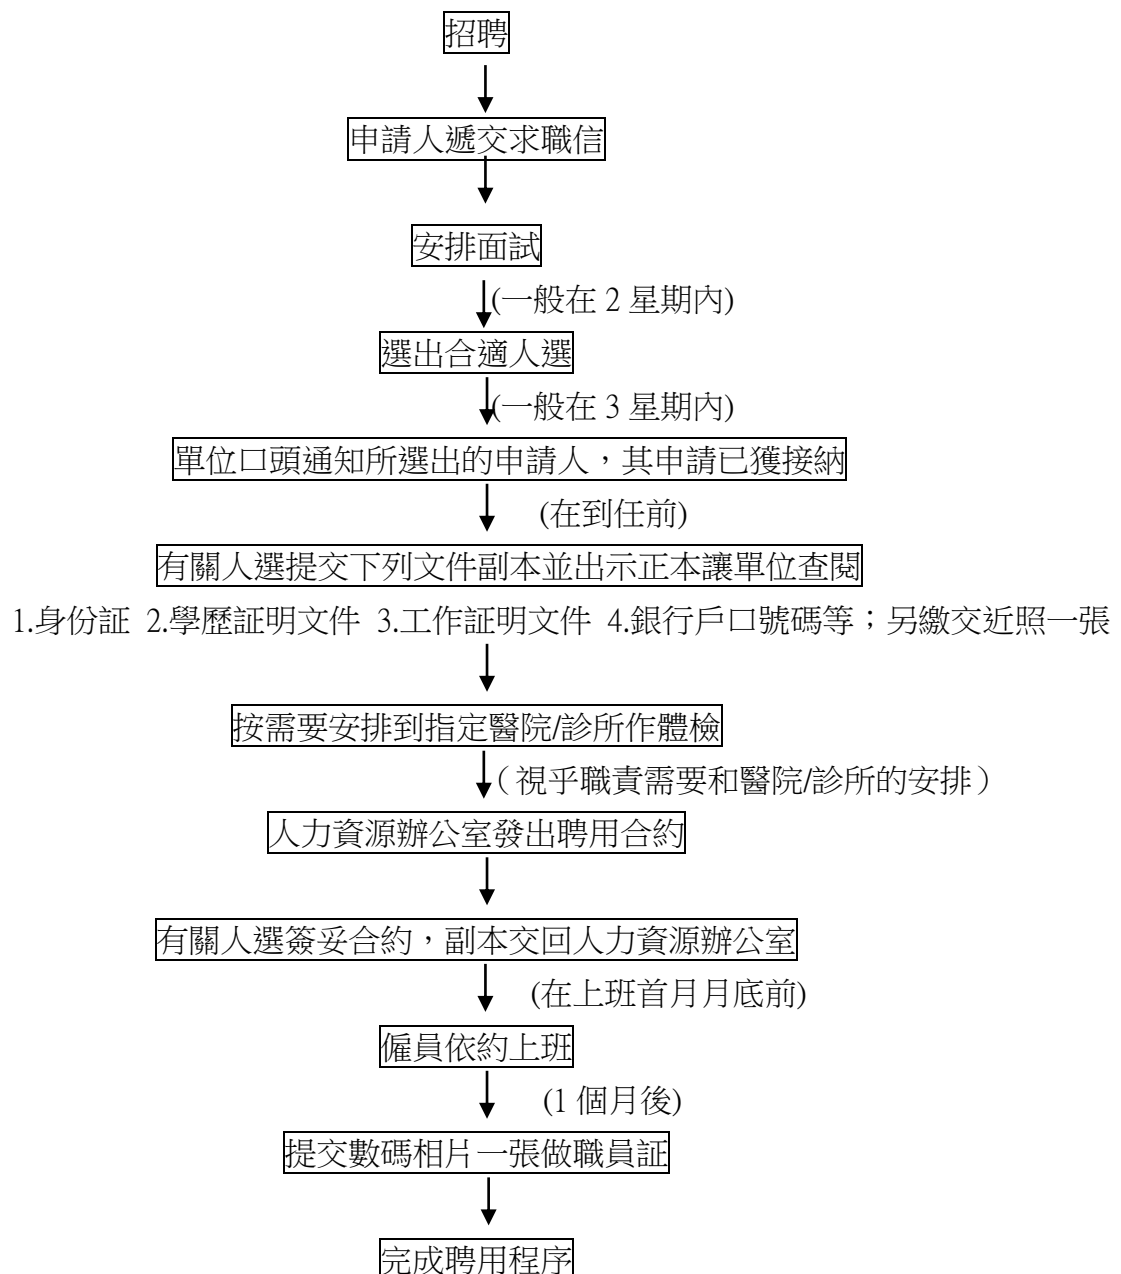 招聘
申請人遞交求職信
安排面試
(一般在 2 星期內)
選出合適人選
(一般在 3 星期內)
單位口頭通知所選出的申請人，其申請已獲接納
(在到任前)
有關人選提交下列文件副本並出示正本讓單位查閱
1.身份証 2.學歷証明文件 3.工作証明文件 4.銀行戶口號碼等；另繳交近照一張
按需要安排到指定醫院/診所作體檢
（視乎職責需要和醫院/診所的安排）
人力資源辦公室發出聘用合約
有關人選簽妥合約，副本交回人力資源辦公室
(在上班首月月底前)
僱員依約上班
(1 個月後)
提交數碼相片一張做職員証
完成聘用程序